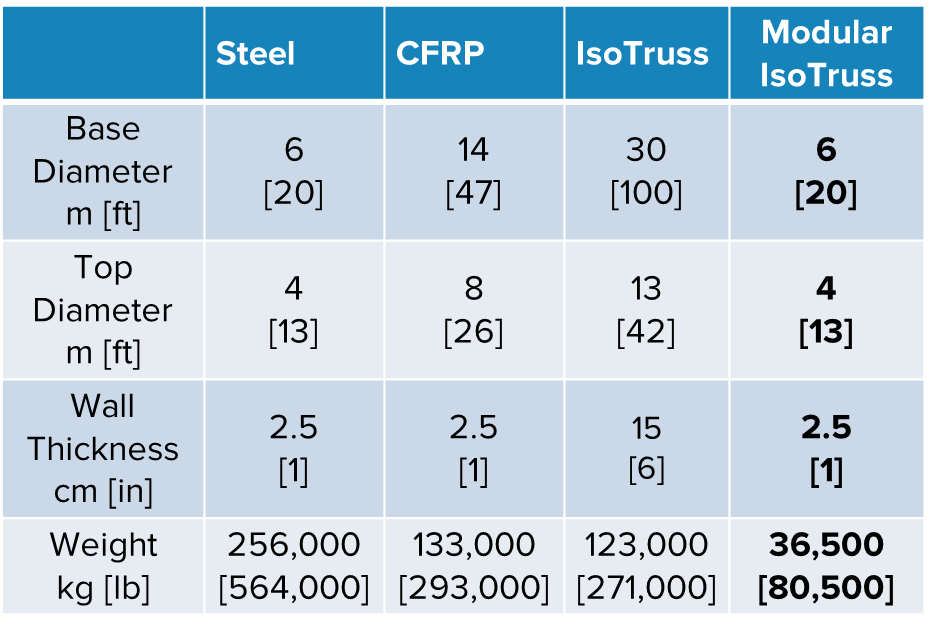 Steel
CFRP
IsoTruss
Modular
IsoTruss
Base
Diameter
m [ft]
6
[20]
14
[47]
30
[100]
6
[20]
Top
Diameter
m [ft]
4
[13]
8
[26]
13
[42]
4
[13]
Wall
Thickness
cm [in]
2.5
[1]
2.5
[1]
15
[6]
2.5
[1]
Weight
kg [lb]
256,000
[564,000]
133,000
[293,000]
123,000
[271,000]
36,500
[80,500]